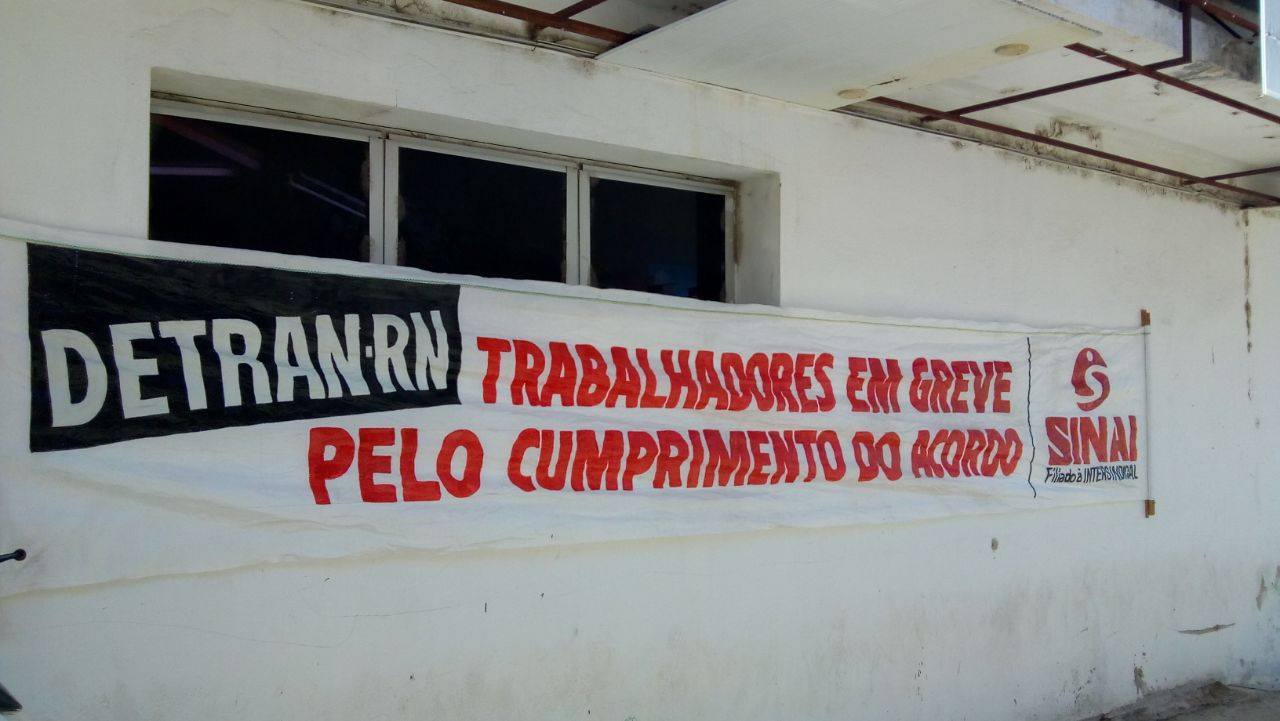 DETRAN-RN
TRABALHADORES EM GREVE
PELO CUMPRIMENTO DO ACORDO
SINAI
Filiado à INTERSINDICAL